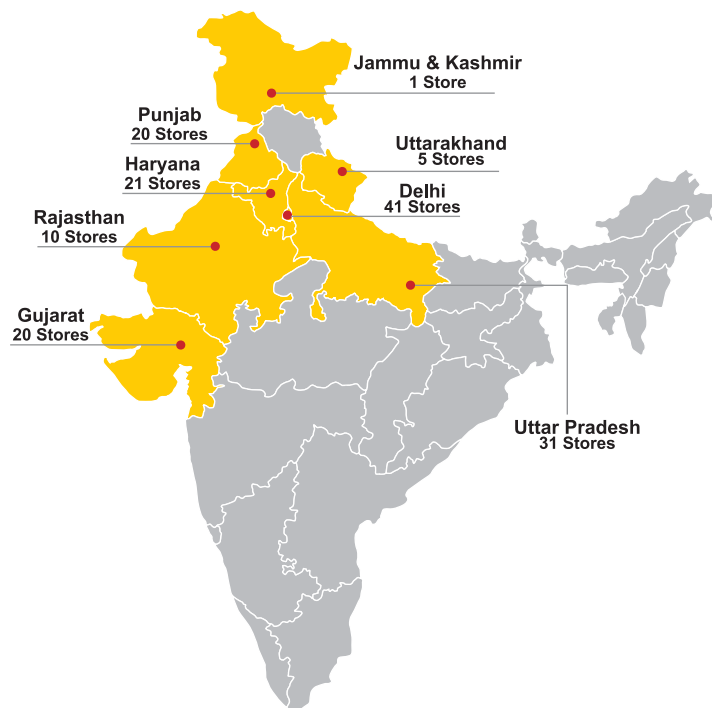 Jammu & Kashmir
1 Store
Punjab
20 Stores
Uttarakhand
5 Stores
Haryana
21 Stores
Delhi
41 Stores
Rajasthan
10 Stores
Gujarat
20 Stores
Uttar Pradesh
31 Stores